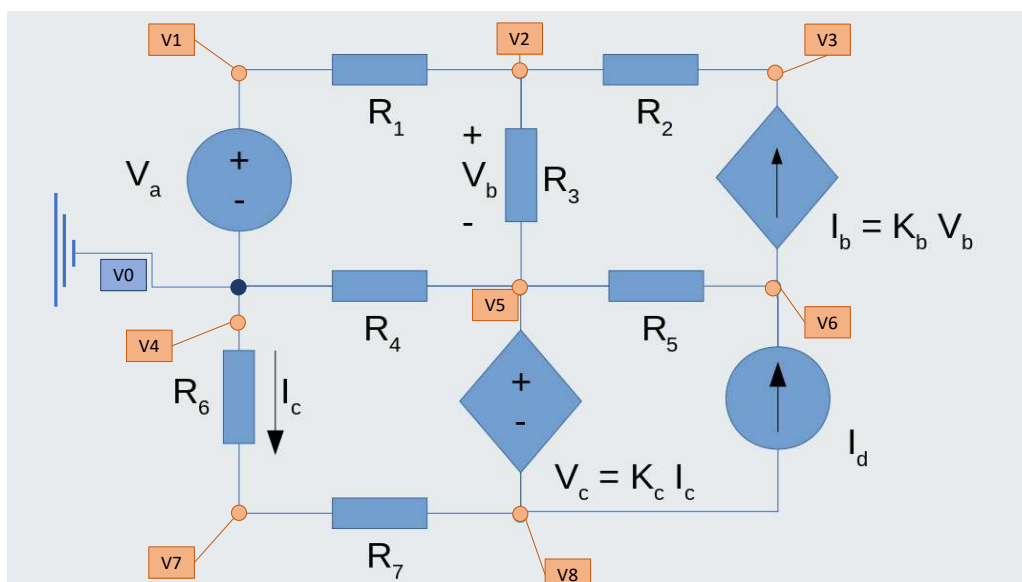 V1
V2
V3
R1
R2
+
Vb
-
R3
Va
+
-
Ib = Kb Vb
V0
V4
R4
V5
R5
V6
R6
Ic
+
-
Vc = Kc Ic
Id
V7
R7
V8